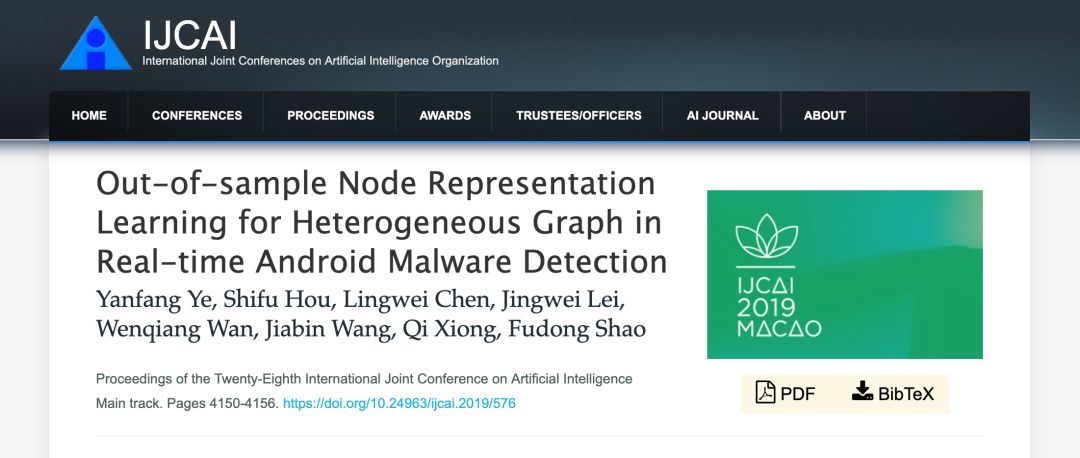 IJCAI
International Joint Conferences on Artificial Intelligence Organization
HOME CONFERENCES PROCEEDINGS AWARDS TRUSTEES/OFFICERS AI JOURNAL ABOUT
Out-of-sample Node Representation
Learning for Heterogeneous Graph in
Real-time Android Malware Detection
Yanfang Ye, Shifu Hou, Lingwei Chen, Jingwei Lei,
Wenqiang Wan, Jiabin Wang, Qi Xiong, Fudong Shao
Proceedings of the Twenty-Eighth International Joint Conference on Artificial Intelligence
Main track. Pages 4150-4156. https://doi.org/10.24963/ijcai.2019/576
IJCAI
2019
MACAO
PDF BibTeX